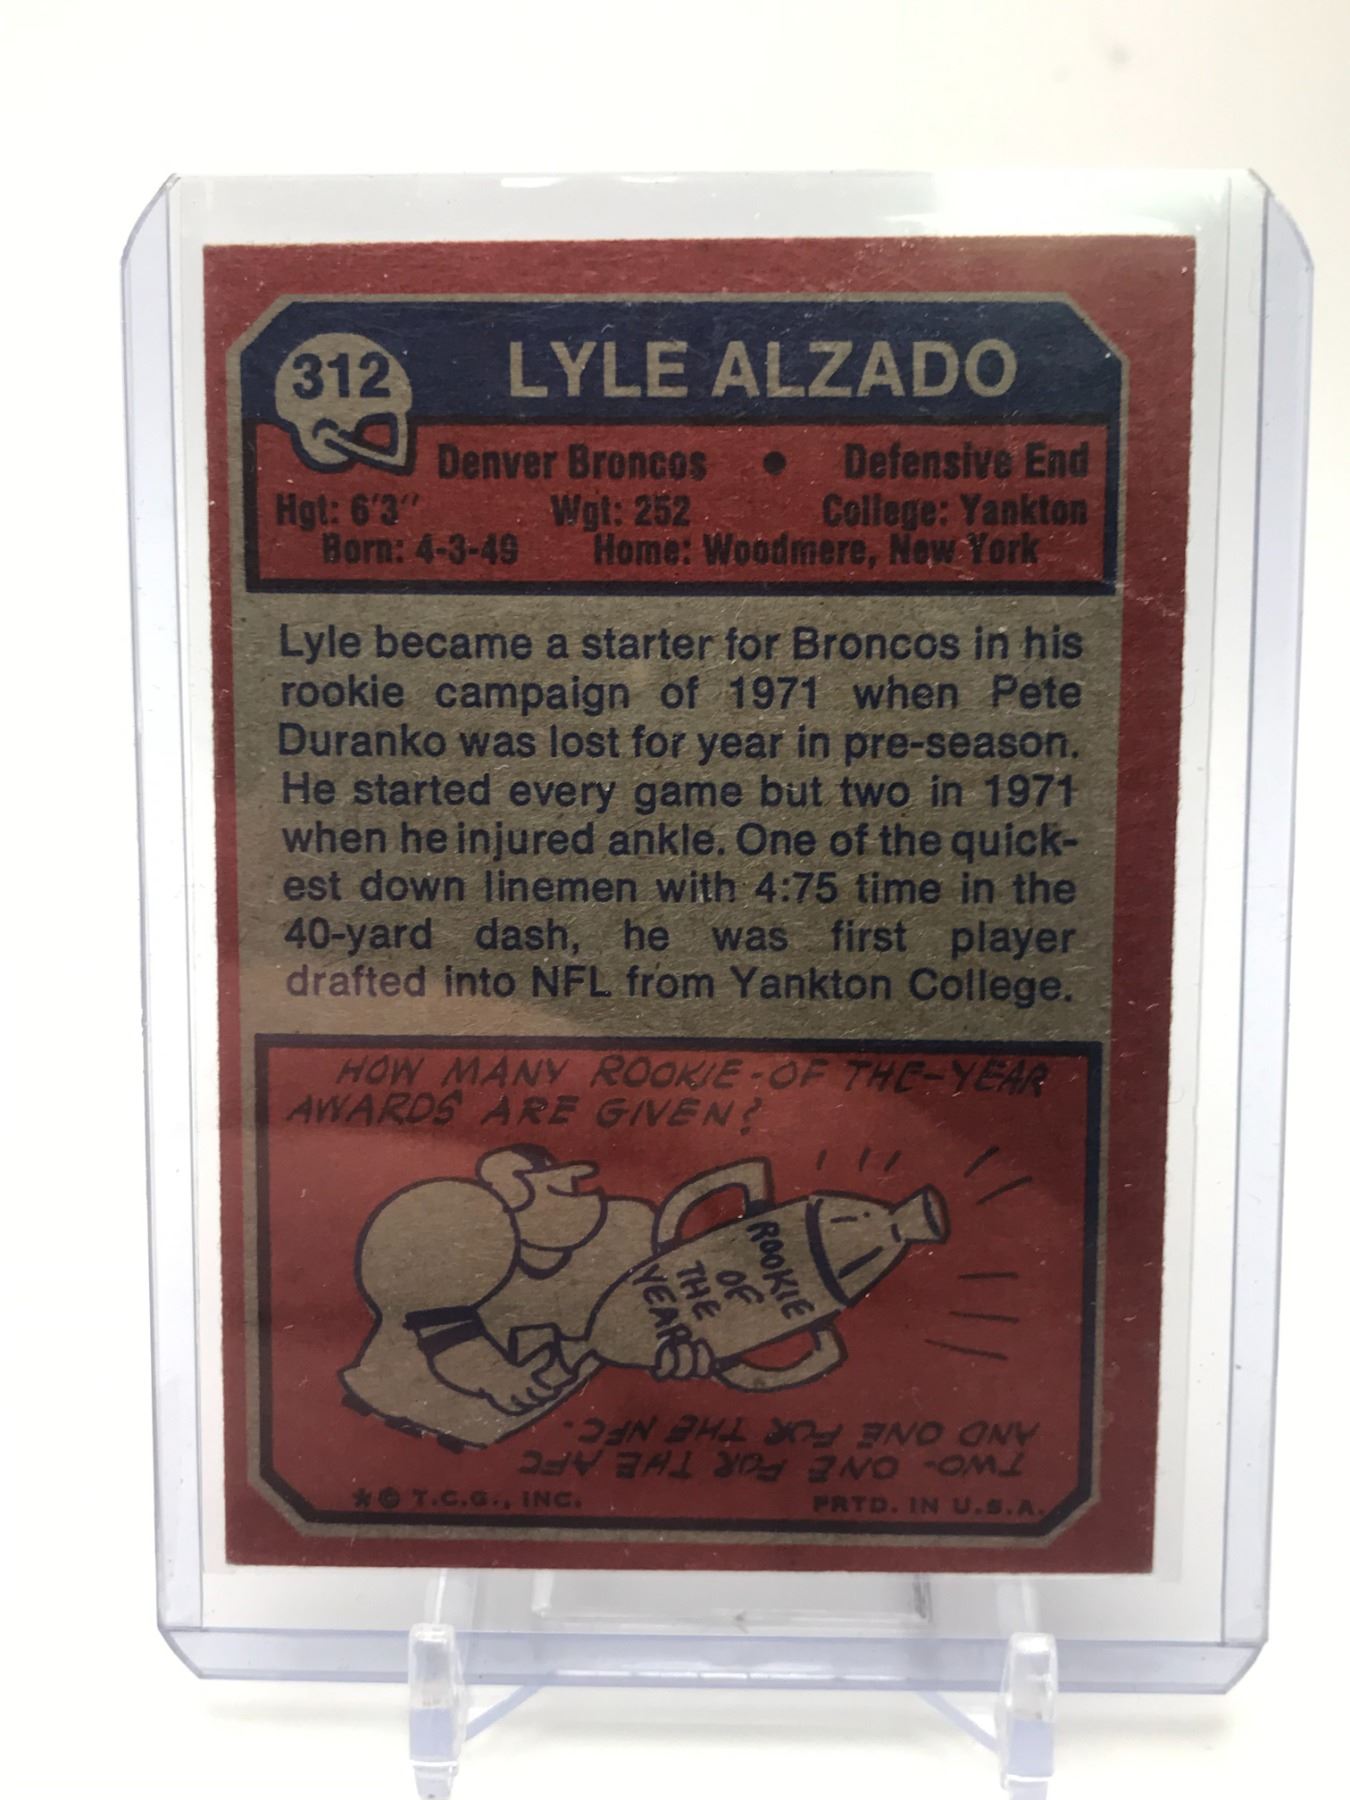 312
LYLE ALZADO
Denver Broncos • Defensive End
Hgt: 6'3" Wgt: 252 College: Yankton
Born: 4-3-49 Home: Woodmere, New York
Lyle became a starter for Broncos in his
rookie campaign of 1971 when Pete
Duranko was lost for year in pre-season.
He started every game but two in 1971
when he injured ankle. One of the quick-
est down linemen with 4:75 time in the
40-yard dash, he was first player
drafted into NFL from Yankton College.
HOW MANY ROOKIE-OF THE-YEAR
AWARDS ARE GIVEN?
ROOKIE
OF
THE
YEAR
TWO- ONE FOR THE AFC
AND ONE FOR THE NFC.
*© T.C.G., INC. PRTD. IN U.S.A.